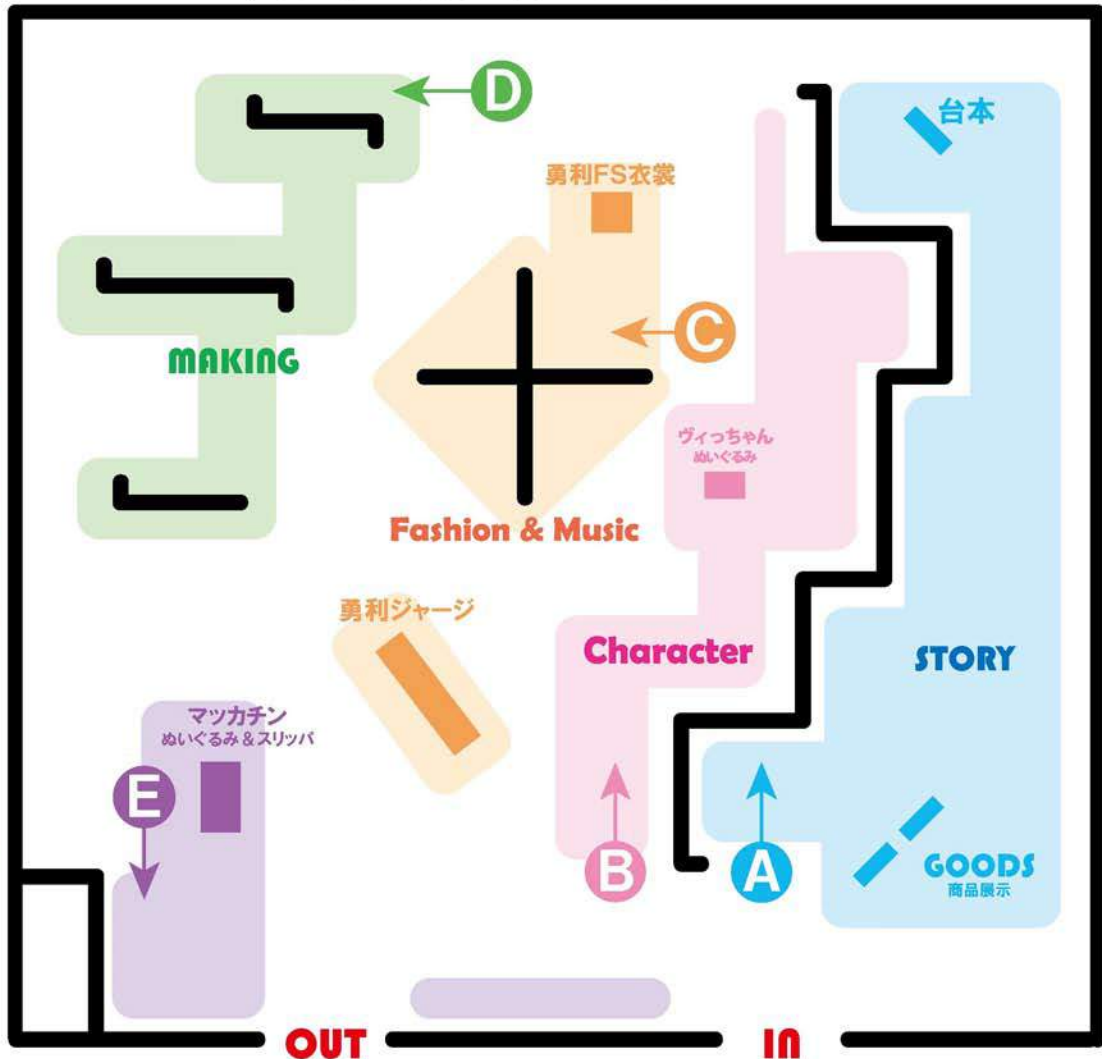 D
台本
勇利FS衣裳
C
MAKING
ヴィっちゃん
ぬいぐるみ
Fashion & Music
勇利ジャージ
Character
STORY
マッカチン
ぬいぐるみ&スリッパ
E
B
A
GOODS
商品展示
OUT
IN